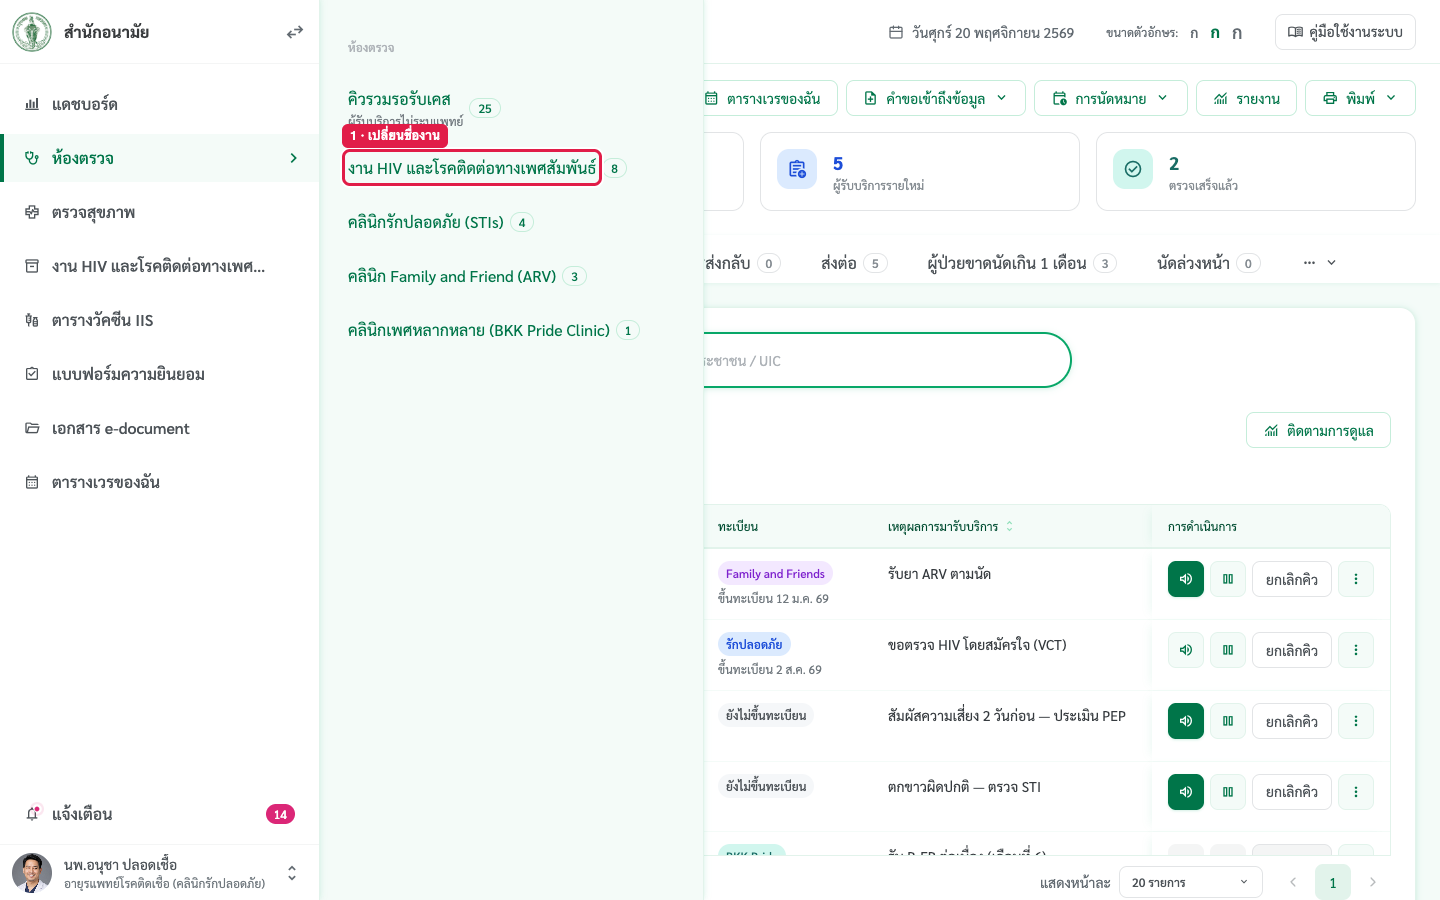 สำนักอนามัย
แดชบอร์ด
ห้องตรวจ
ตรวจสุขภาพ
งาน HIV และโรคติดต่อทางเพศ...
ตารางวัคซีน IIS
แบบฟอร์มความยินยอม
เอกสาร e-document
ตารางเวรของฉัน
แจ้งเตือน 14
นพ.อนุชา ปลอดเชื้อ
อายุรแพทย์โรคติดเชื้อ (คลินิกรักปลอดภัย)
ห้องตรวจ
คิวรวมรอรับเคส 25
ผู้รับบริการไม่ระบุแพทย์
1 · เปลี่ยนชื่องาน
งาน HIV และโรคติดต่อทางเพศสัมพันธ์ 8
คลินิกรักปลอดภัย (STIs) 4
คลินิก Family and Friend (ARV) 3
คลินิกเพศหลากหลาย (BKK Pride Clinic) 1
วันศุกร์ 20 พฤศจิกายน 2569 ขนาดตัวอักษร: ก ก ก คู่มือใช้งานระบบ
ตารางเวรของฉัน คำขอเข้าถึงข้อมูล การนัดหมาย รายงาน พิมพ์
5
ผู้รับบริการรายใหม่
2
ตรวจเสร็จแล้ว
ส่งกลับ 0 ส่งต่อ 5 ผู้ป่วยขาดนัดเกิน 1 เดือน 3 นัดล่วงหน้า 0 ...
ระชาชน / UIC
ติดตามการดูแล
ทะเบียน เหตุผลการมารับบริการ การดำเนินการ
Family and Friends รับยา ARV ตามนัด ยกเลิกคิว
ขึ้นทะเบียน 12 ม.ค. 69
รักปลอดภัย ขอตรวจ HIV โดยสมัครใจ (VCT) ยกเลิกคิว
ขึ้นทะเบียน 2 ส.ค. 69
ยังไม่ขึ้นทะเบียน สัมผัสความเสี่ยง 2 วันก่อน — ประเมิน PEP ยกเลิกคิว
ยังไม่ขึ้นทะเบียน ตกขาวผิดปกติ — ตรวจ STI ยกเลิกคิว
แสดงหน้าละ 20 รายการ 1